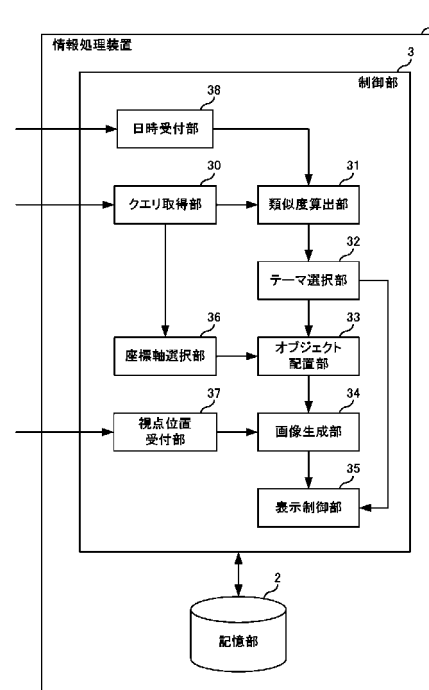 情報処理装置
3
制御部
38
日時受付部
30
クエリ取得部
31
類似度算出部
32
テーマ選択部
36
座標軸選択部
33
オブジェクト
配置部
37
視点位置
受付部
34
画像生成部
35
表示制御部
2
記憶部